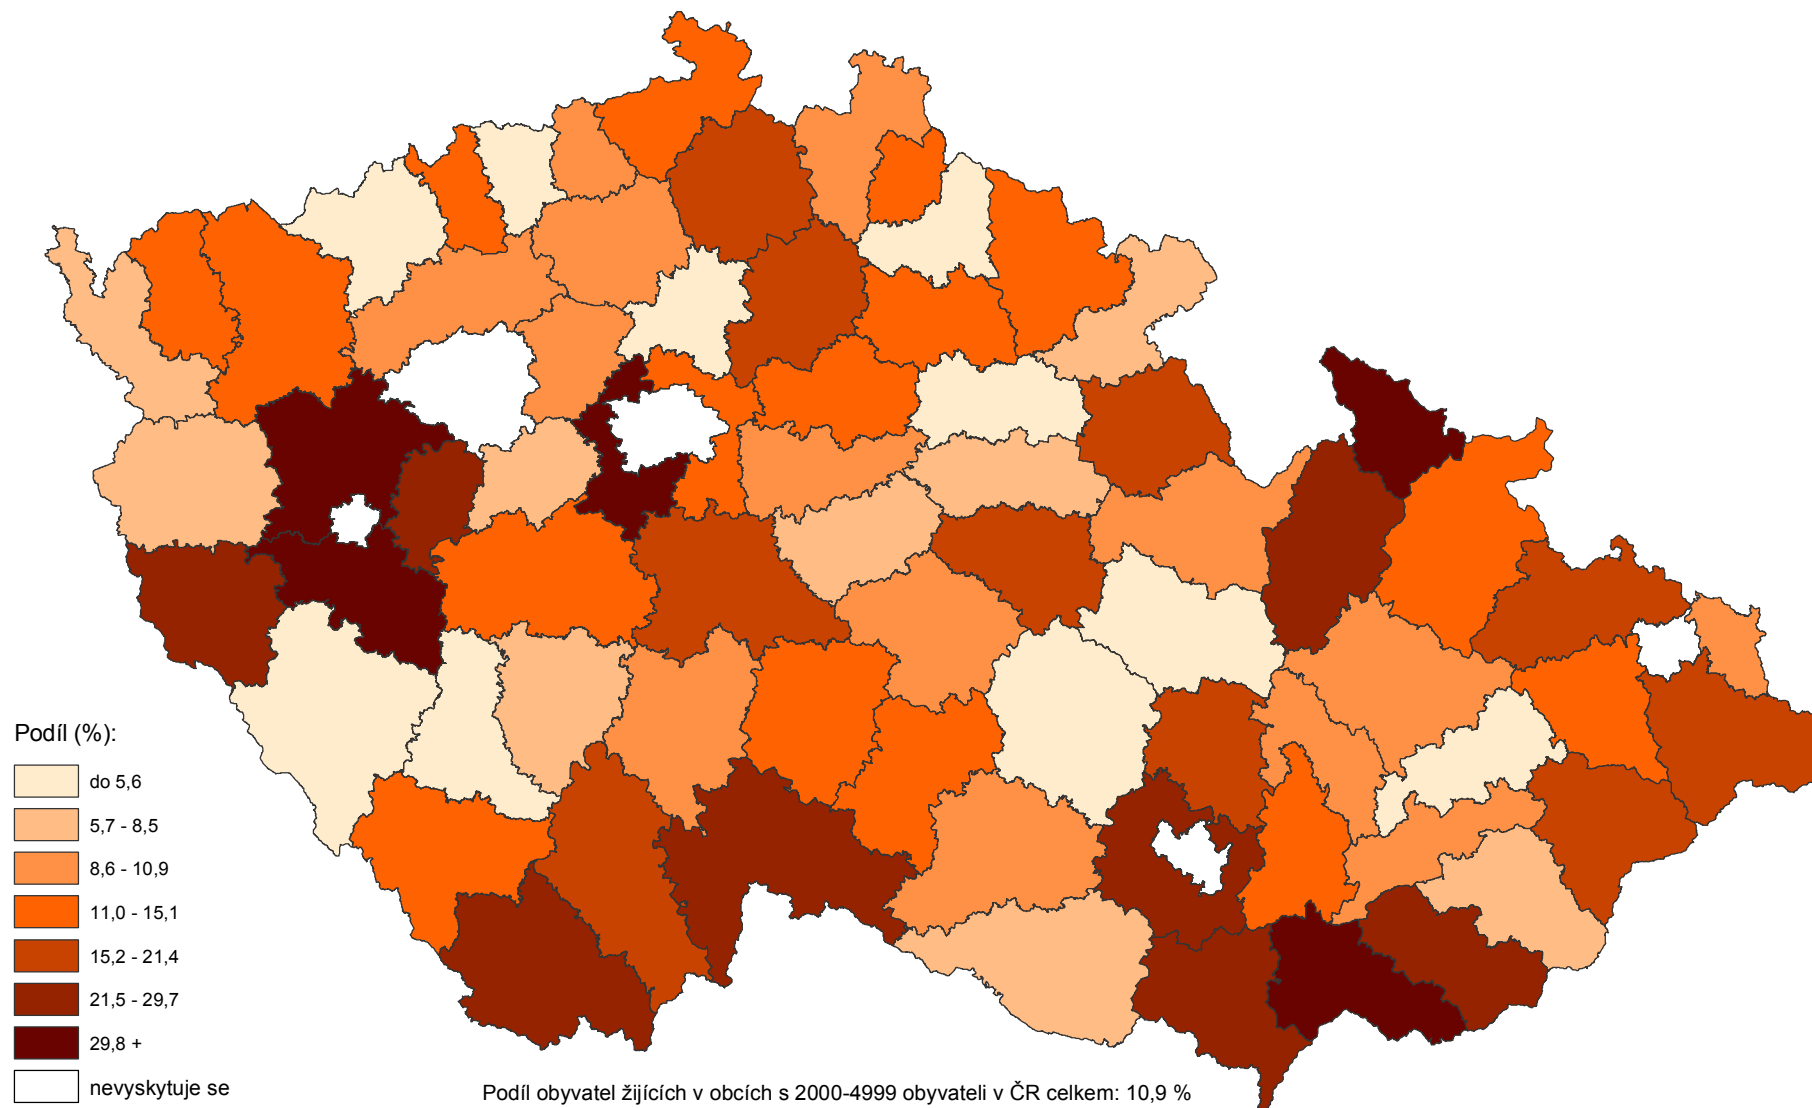 Podíl (%):
do 5,6
5,7 - 8,5
8,6 - 10,9
11,0 - 15,1
15,2 - 21,4
21,5 - 29,7
29,8 +
nevyskytuje se
Podíl obyvatel žijících v obcích s 2000-4999 obyvateli v ČR celkem: 10,9 %